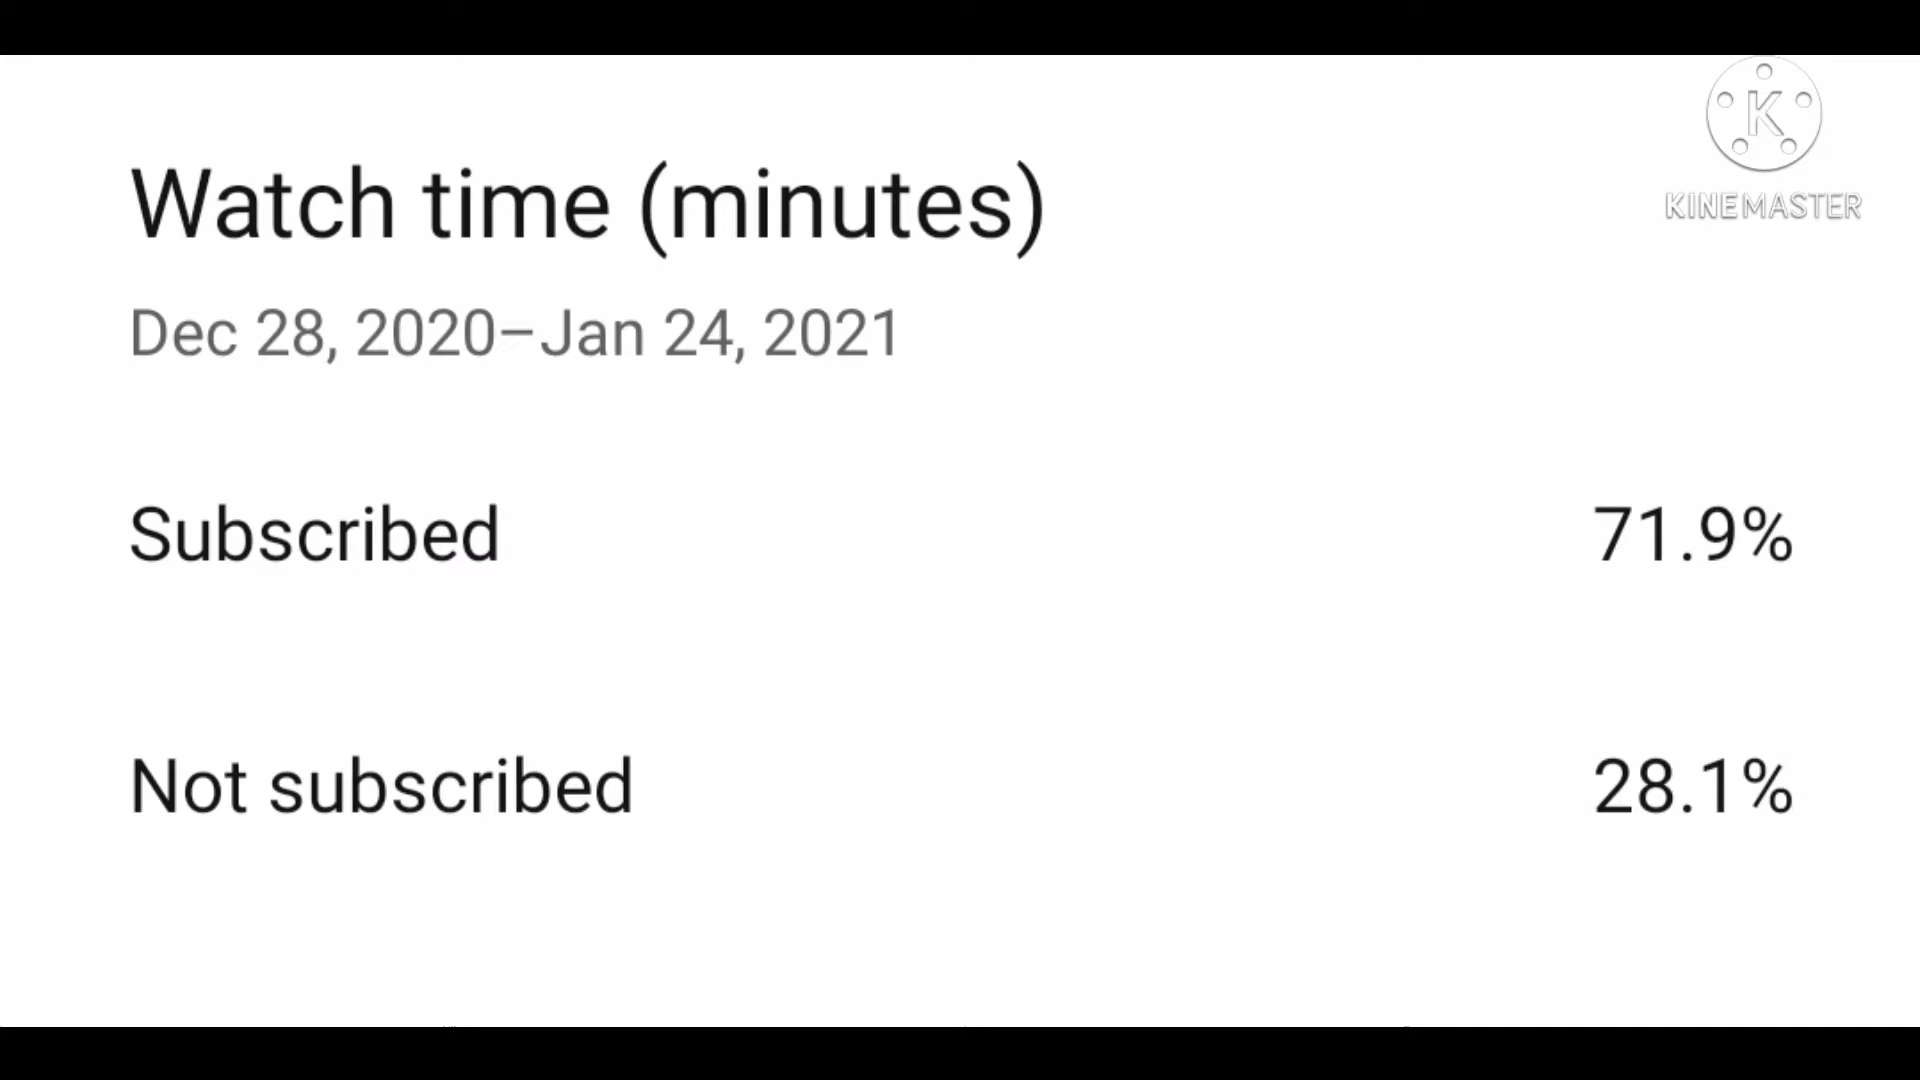 K
KINEMASTER
Watch time (minutes)
Dec 28, 2020–Jan 24, 2021
Subscribed 71.9%
Not subscribed 28.1%